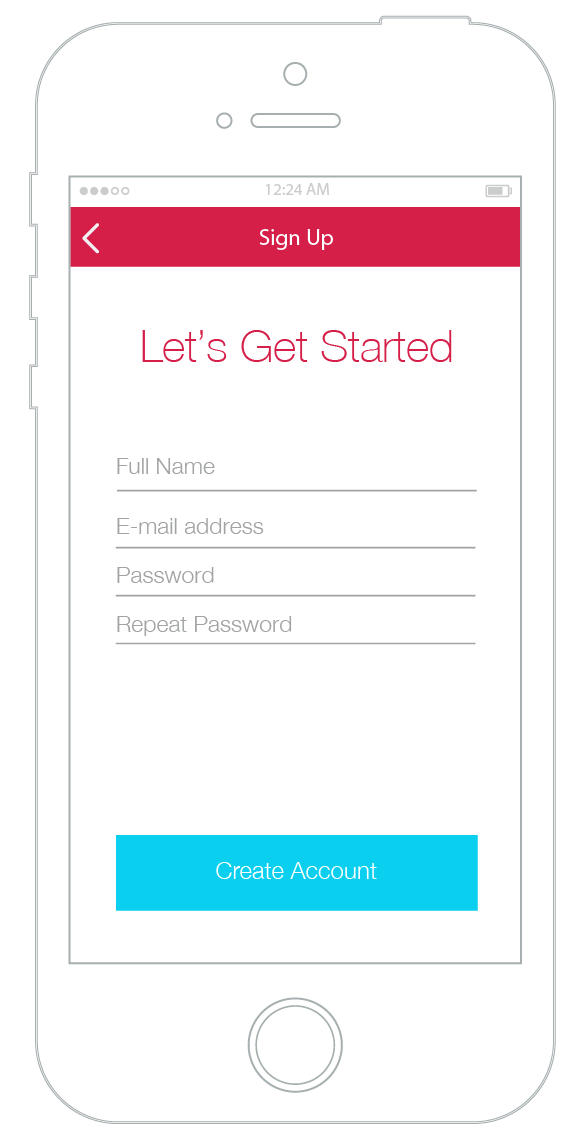 12:24 AM
Sign Up
Let’s Get Started
Full Name
E-mail address
Password
Repeat Password
Create Account